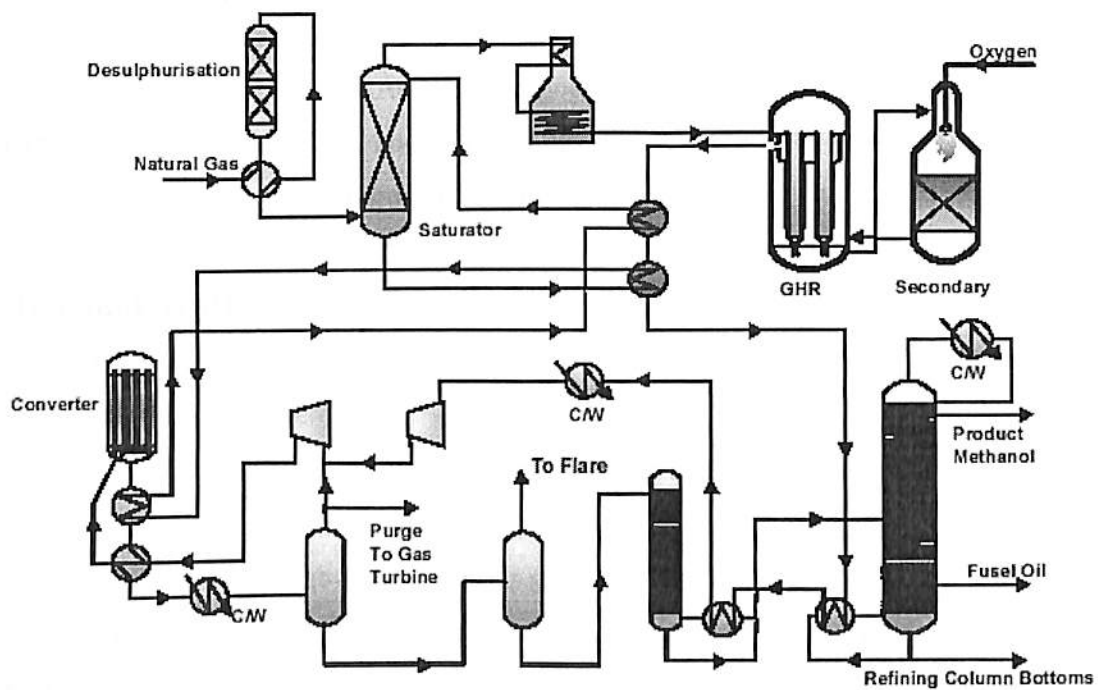 Oxygen
Desulphurisation
Natural Gas
Saturator
GHR
Secondary
Converter
C/W
C/W
Product
Methanol
To Flare
Purge
To Gas
Turbine
Fusel Oil
C/W
Refining Column Bottoms